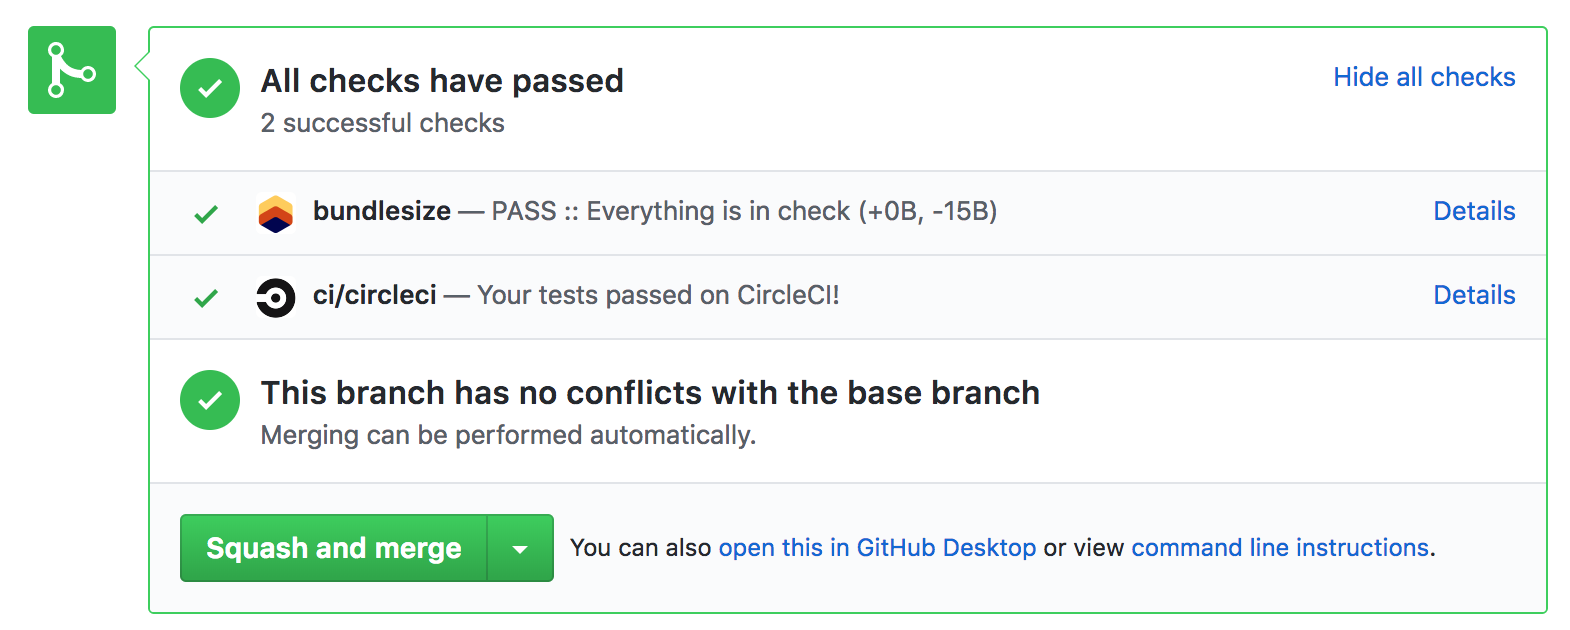 All checks have passed
Hide all checks
2 successful checks
bundlesize — PASS :: Everything is in check (+0B, -15B)
Details
ci/circleci — Your tests passed on CircleCI!
Details
This branch has no conflicts with the base branch
Merging can be performed automatically.
Squash and merge
You can also open this in GitHub Desktop or view command line instructions.